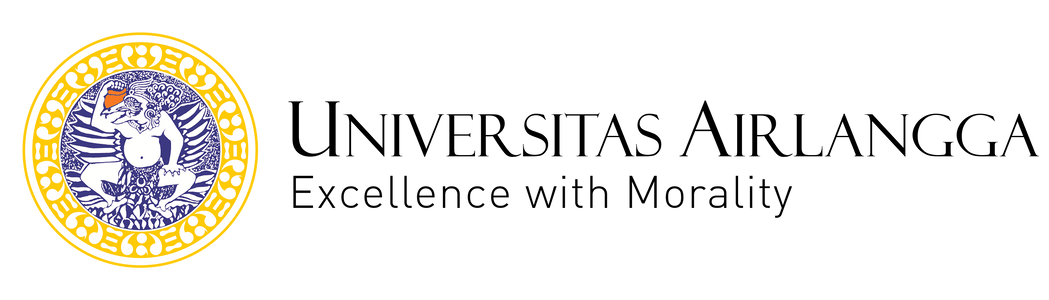 UNIVERSITAS AIRLANGGA
Excellence with Morality